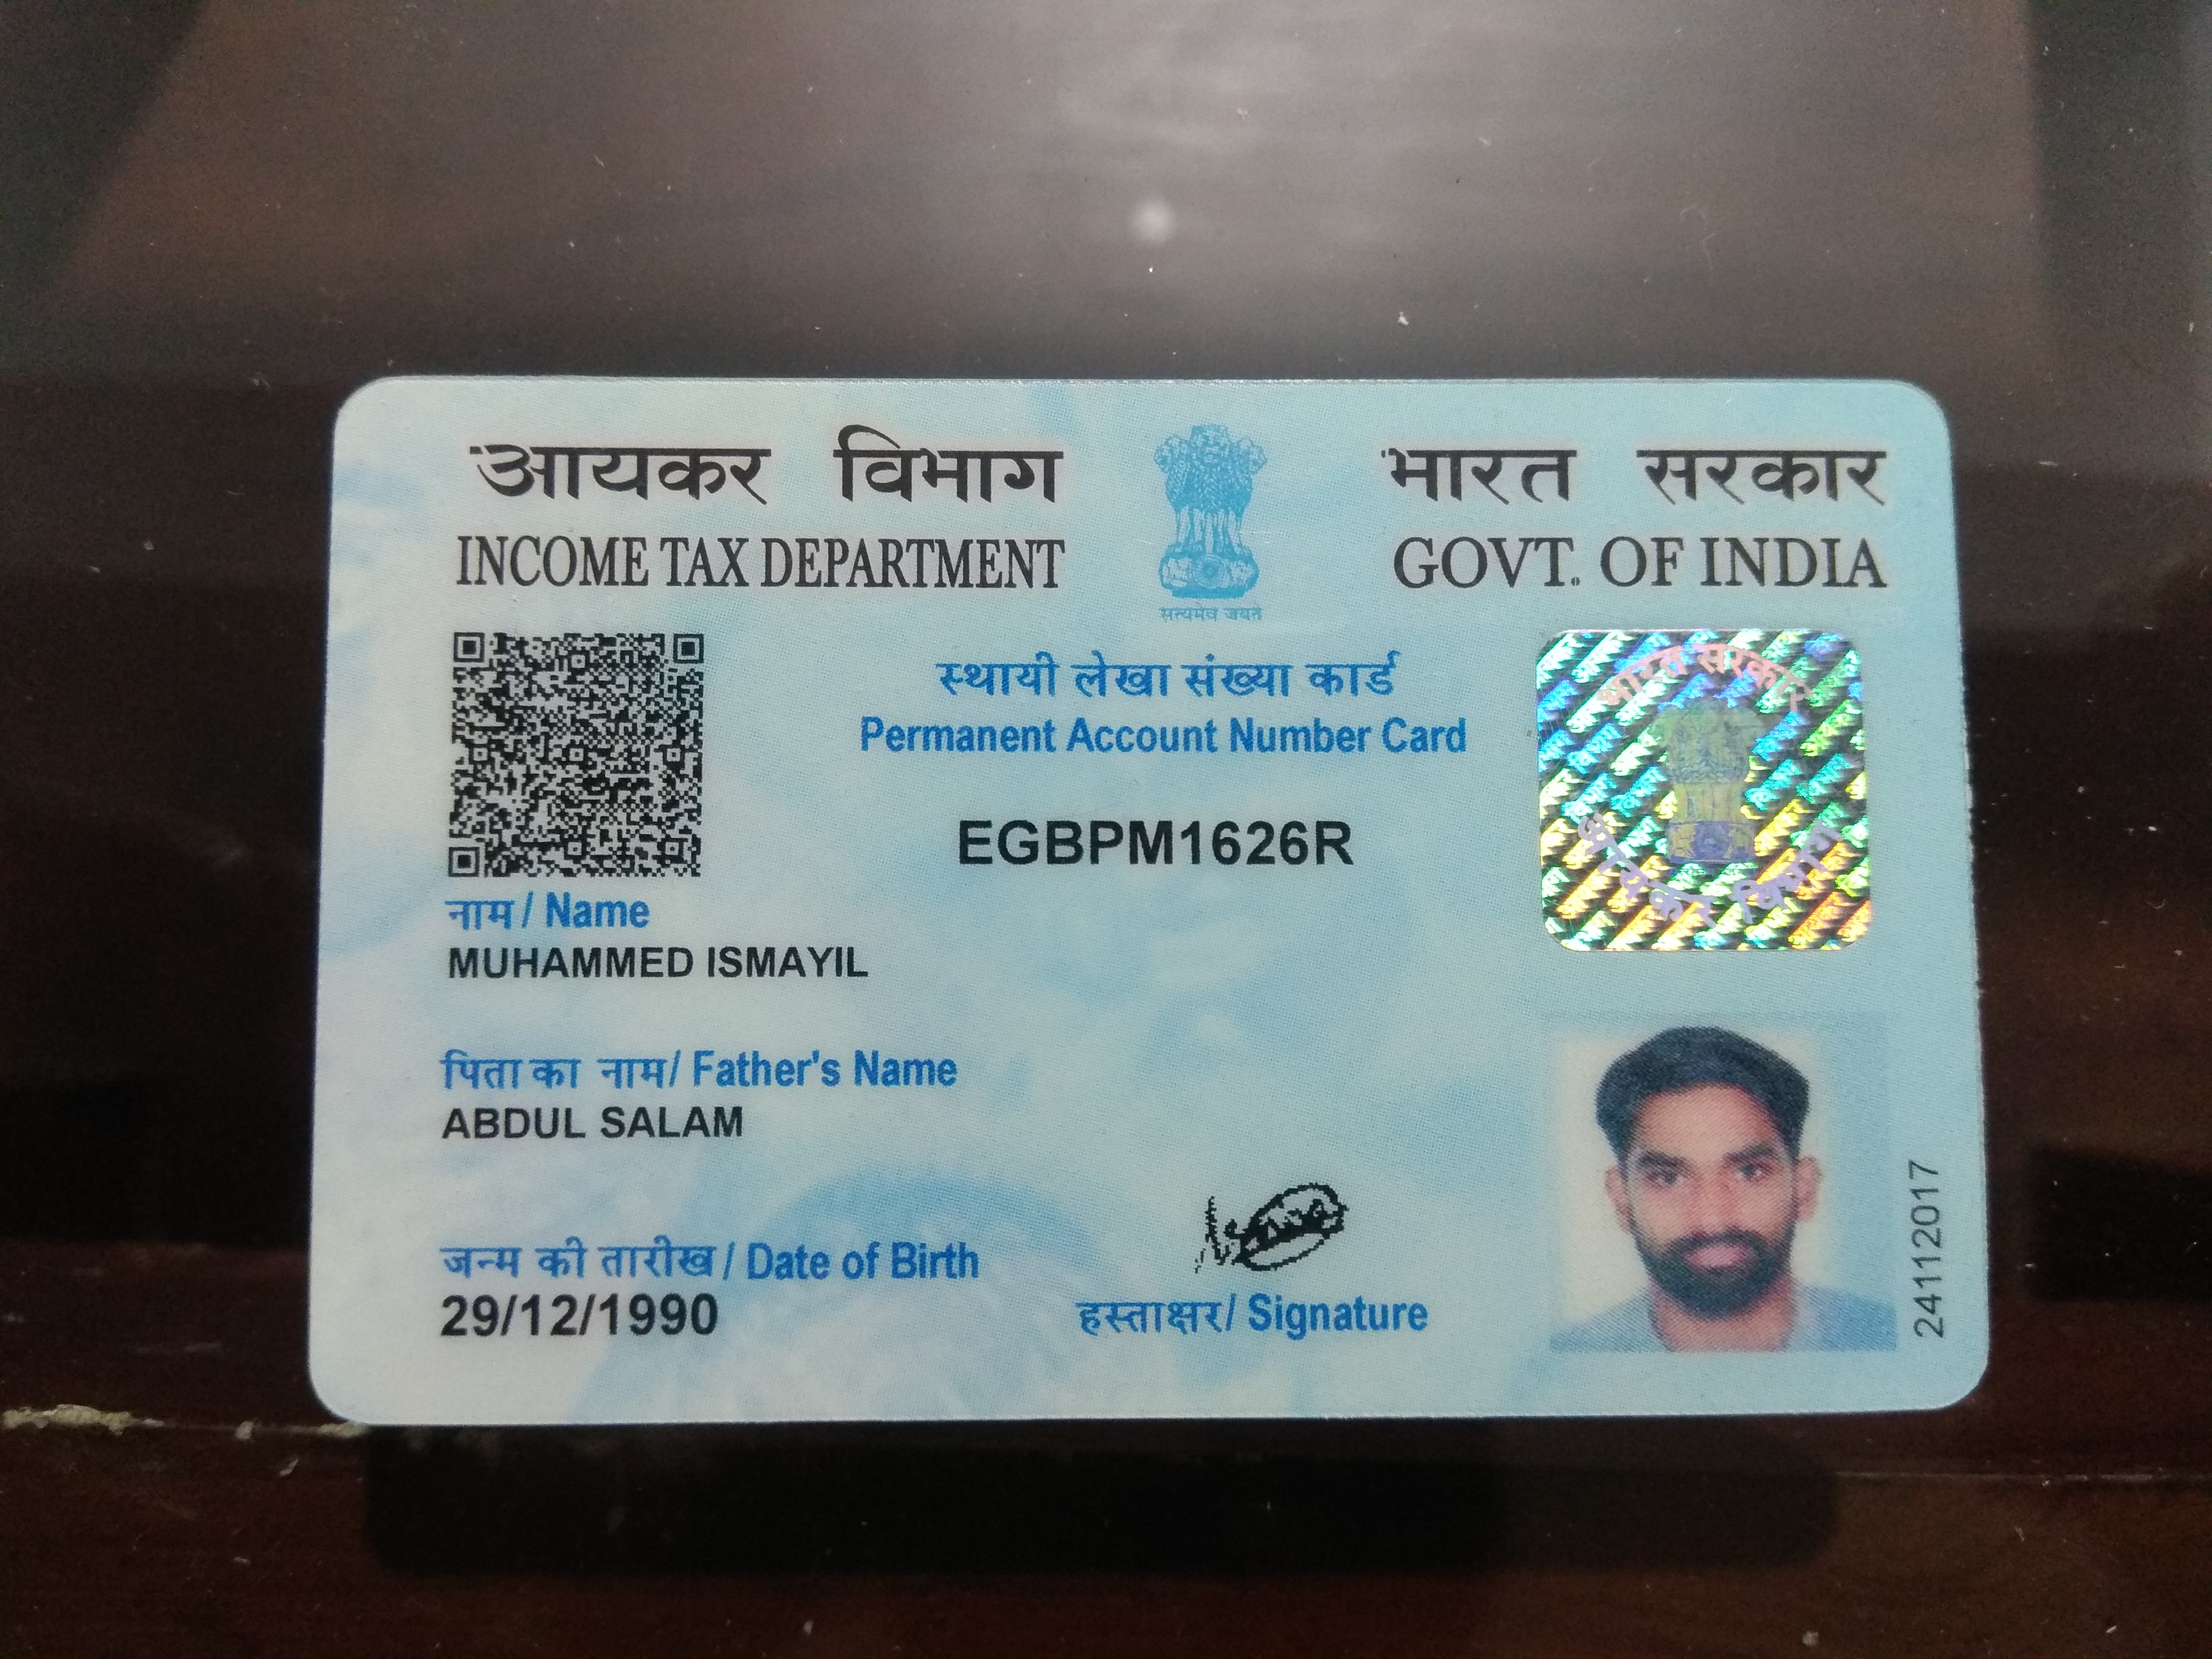 आयकर विभाग
INCOME TAX DEPARTMENT
सत्यमेव जयते
भारत सरकार
GOVT. OF INDIA
स्थायी लेखा संख्या कार्ड
Permanent Account Number Card
EGBPM1626R
भारत सरकार
आयकर विभाग
नाम / Name
MUHAMMED ISMAYIL
पिता का नाम / Father's Name
ABDUL SALAM
जन्म की तारीख / Date of Birth
29/12/1990
हस्ताक्षर / Signature
24112017